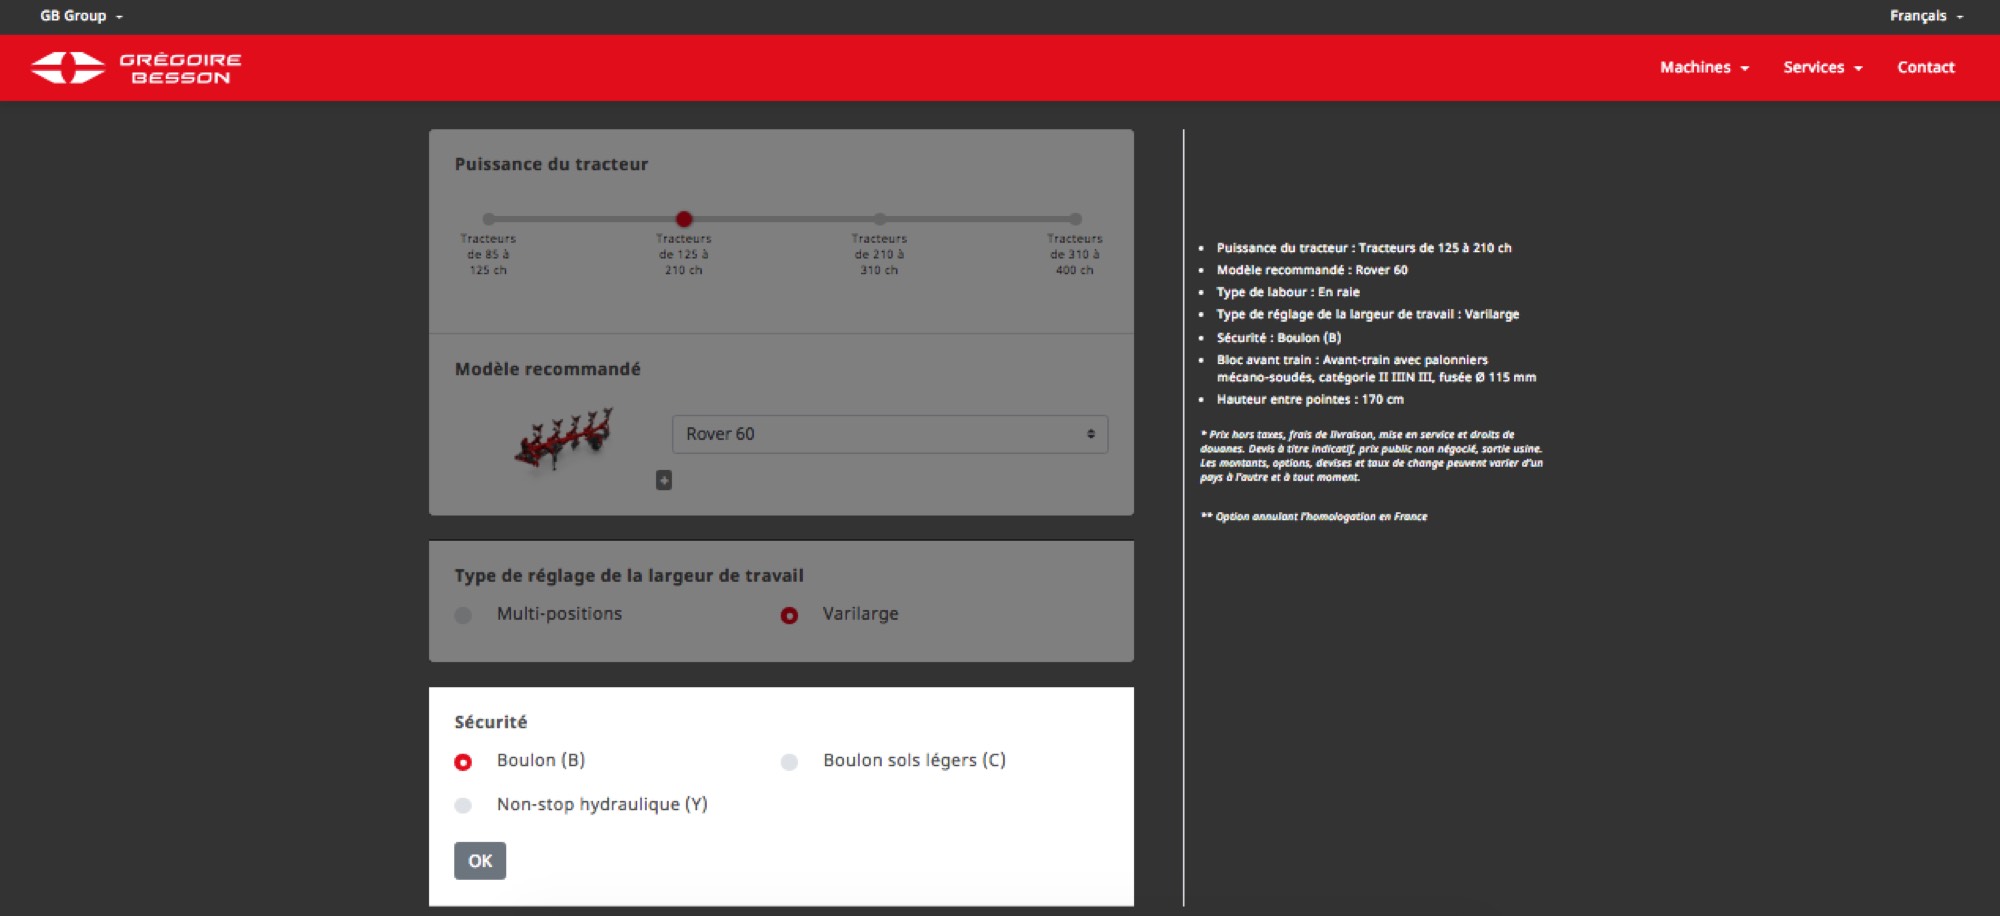 GB Group
Français
GRÉGOIRE
BESSON
Machines
Services
Contact
Puissance du tracteur
Tracteurs
de 85 à
125 ch
Tracteurs
de 125 à
210 ch
Tracteurs
de 210 à
310 ch
Tracteurs
de 310 à
400 ch
Modèle recommandé
Rover 60
Type de réglage de la largeur de travail
Multi-positions
Varilarge
Sécurité
Boulon (B)
Boulon sols légers (C)
Non-stop hydraulique (Y)
OK
• Puissance du tracteur : Tracteurs de 125 à 210 ch
• Modèle recommandé : Rover 60
• Type de labour : En raie
• Type de réglage de la largeur de travail : Varilarge
• Sécurité : Boulon (B)
• Bloc avant train : Avant-train avec palonniers
mécano-soudés, catégorie II IIIN III, fusée Ø 115 mm
• Hauteur entre pointes : 170 cm
* Prix hors taxes, frais de livraison, mise en service et droits de
douanes. Devis à titre indicatif, prix public non négocié, sortie usine.
Les montants, options, devises et taux de change peuvent varier d'un
pays à l'autre et à tout moment.
** Option annulant l'homologation en France